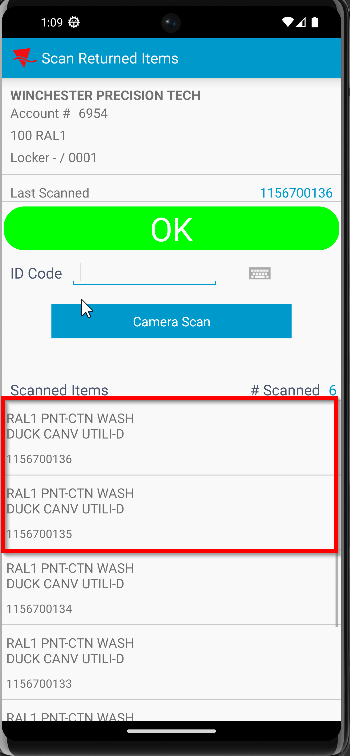 1:09
Scan Returned Items
WINCHESTER PRECISION TECH
Account # 6954
100 RAL1
Locker - / 0001
Last Scanned 1156700136
OK
ID Code
Camera Scan
Scanned Items # Scanned 6
RAL1 PNT-CTN WASH
DUCK CANV UTILI-D
1156700136
RAL1 PNT-CTN WASH
DUCK CANV UTILI-D
1156700135
RAL1 PNT-CTN WASH
DUCK CANV UTILI-D
1156700134
RAL1 PNT-CTN WASH
DUCK CANV UTILI-D
1156700133
RAL1 PNT-CTN WASH